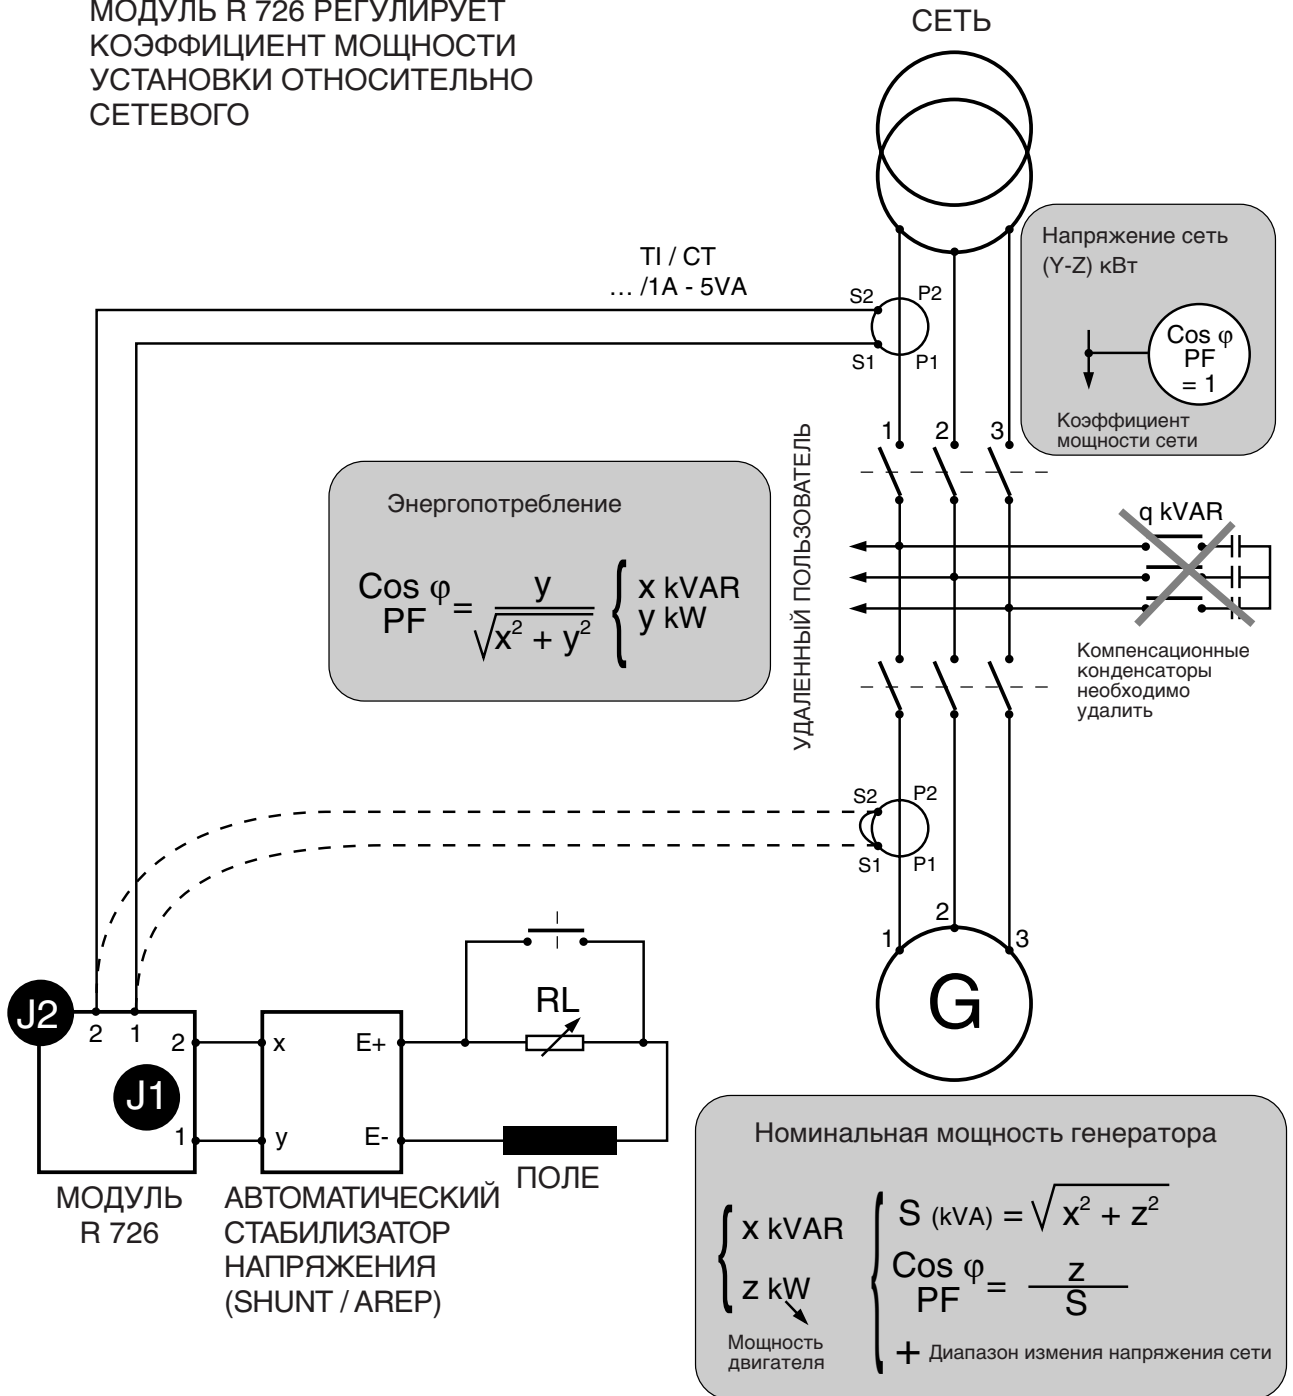 МОДУЛЬ R 726 РЕГУЛИРУЕТ
КОЭФФИЦИЕНТ МОЩНОСТИ
УСТАНОВКИ ОТНОСИТЕЛЬНО
СЕТЕВОГО
СЕТЬ
Напряжение сеть
(Y-Z) кВт
Cos φ
PF
= 1
Коэффициент
мощности сети
TI / CT
... /1A - 5VA
S2 P2
S1 P1
1 2 3
УДАЛЕННЫЙ ПОЛЬЗОВАТЕЛЬ
Энергопотребление
Cos φ
PF = y / √x² + y²
x kVAR
y kW
q kVAR
Компенсационные
конденсаторы
необходимо
удалить
S2 P2
S1 P1
1 2 3
G
J2
2 1
J1
2
1
x E+
y E-
RL
ПОЛЕ
МОДУЛЬ
R 726
АВТОМАТИЧЕСКИЙ
СТАБИЛИЗАТОР
НАПРЯЖЕНИЯ
(SHUNT / AREP)
Номинальная мощность генератора
x kVAR
z kW
Мощность
двигателя
S (kVA) = √x² + z²
Cos φ
PF = z / S
+ Диапазон измения напряжения сети